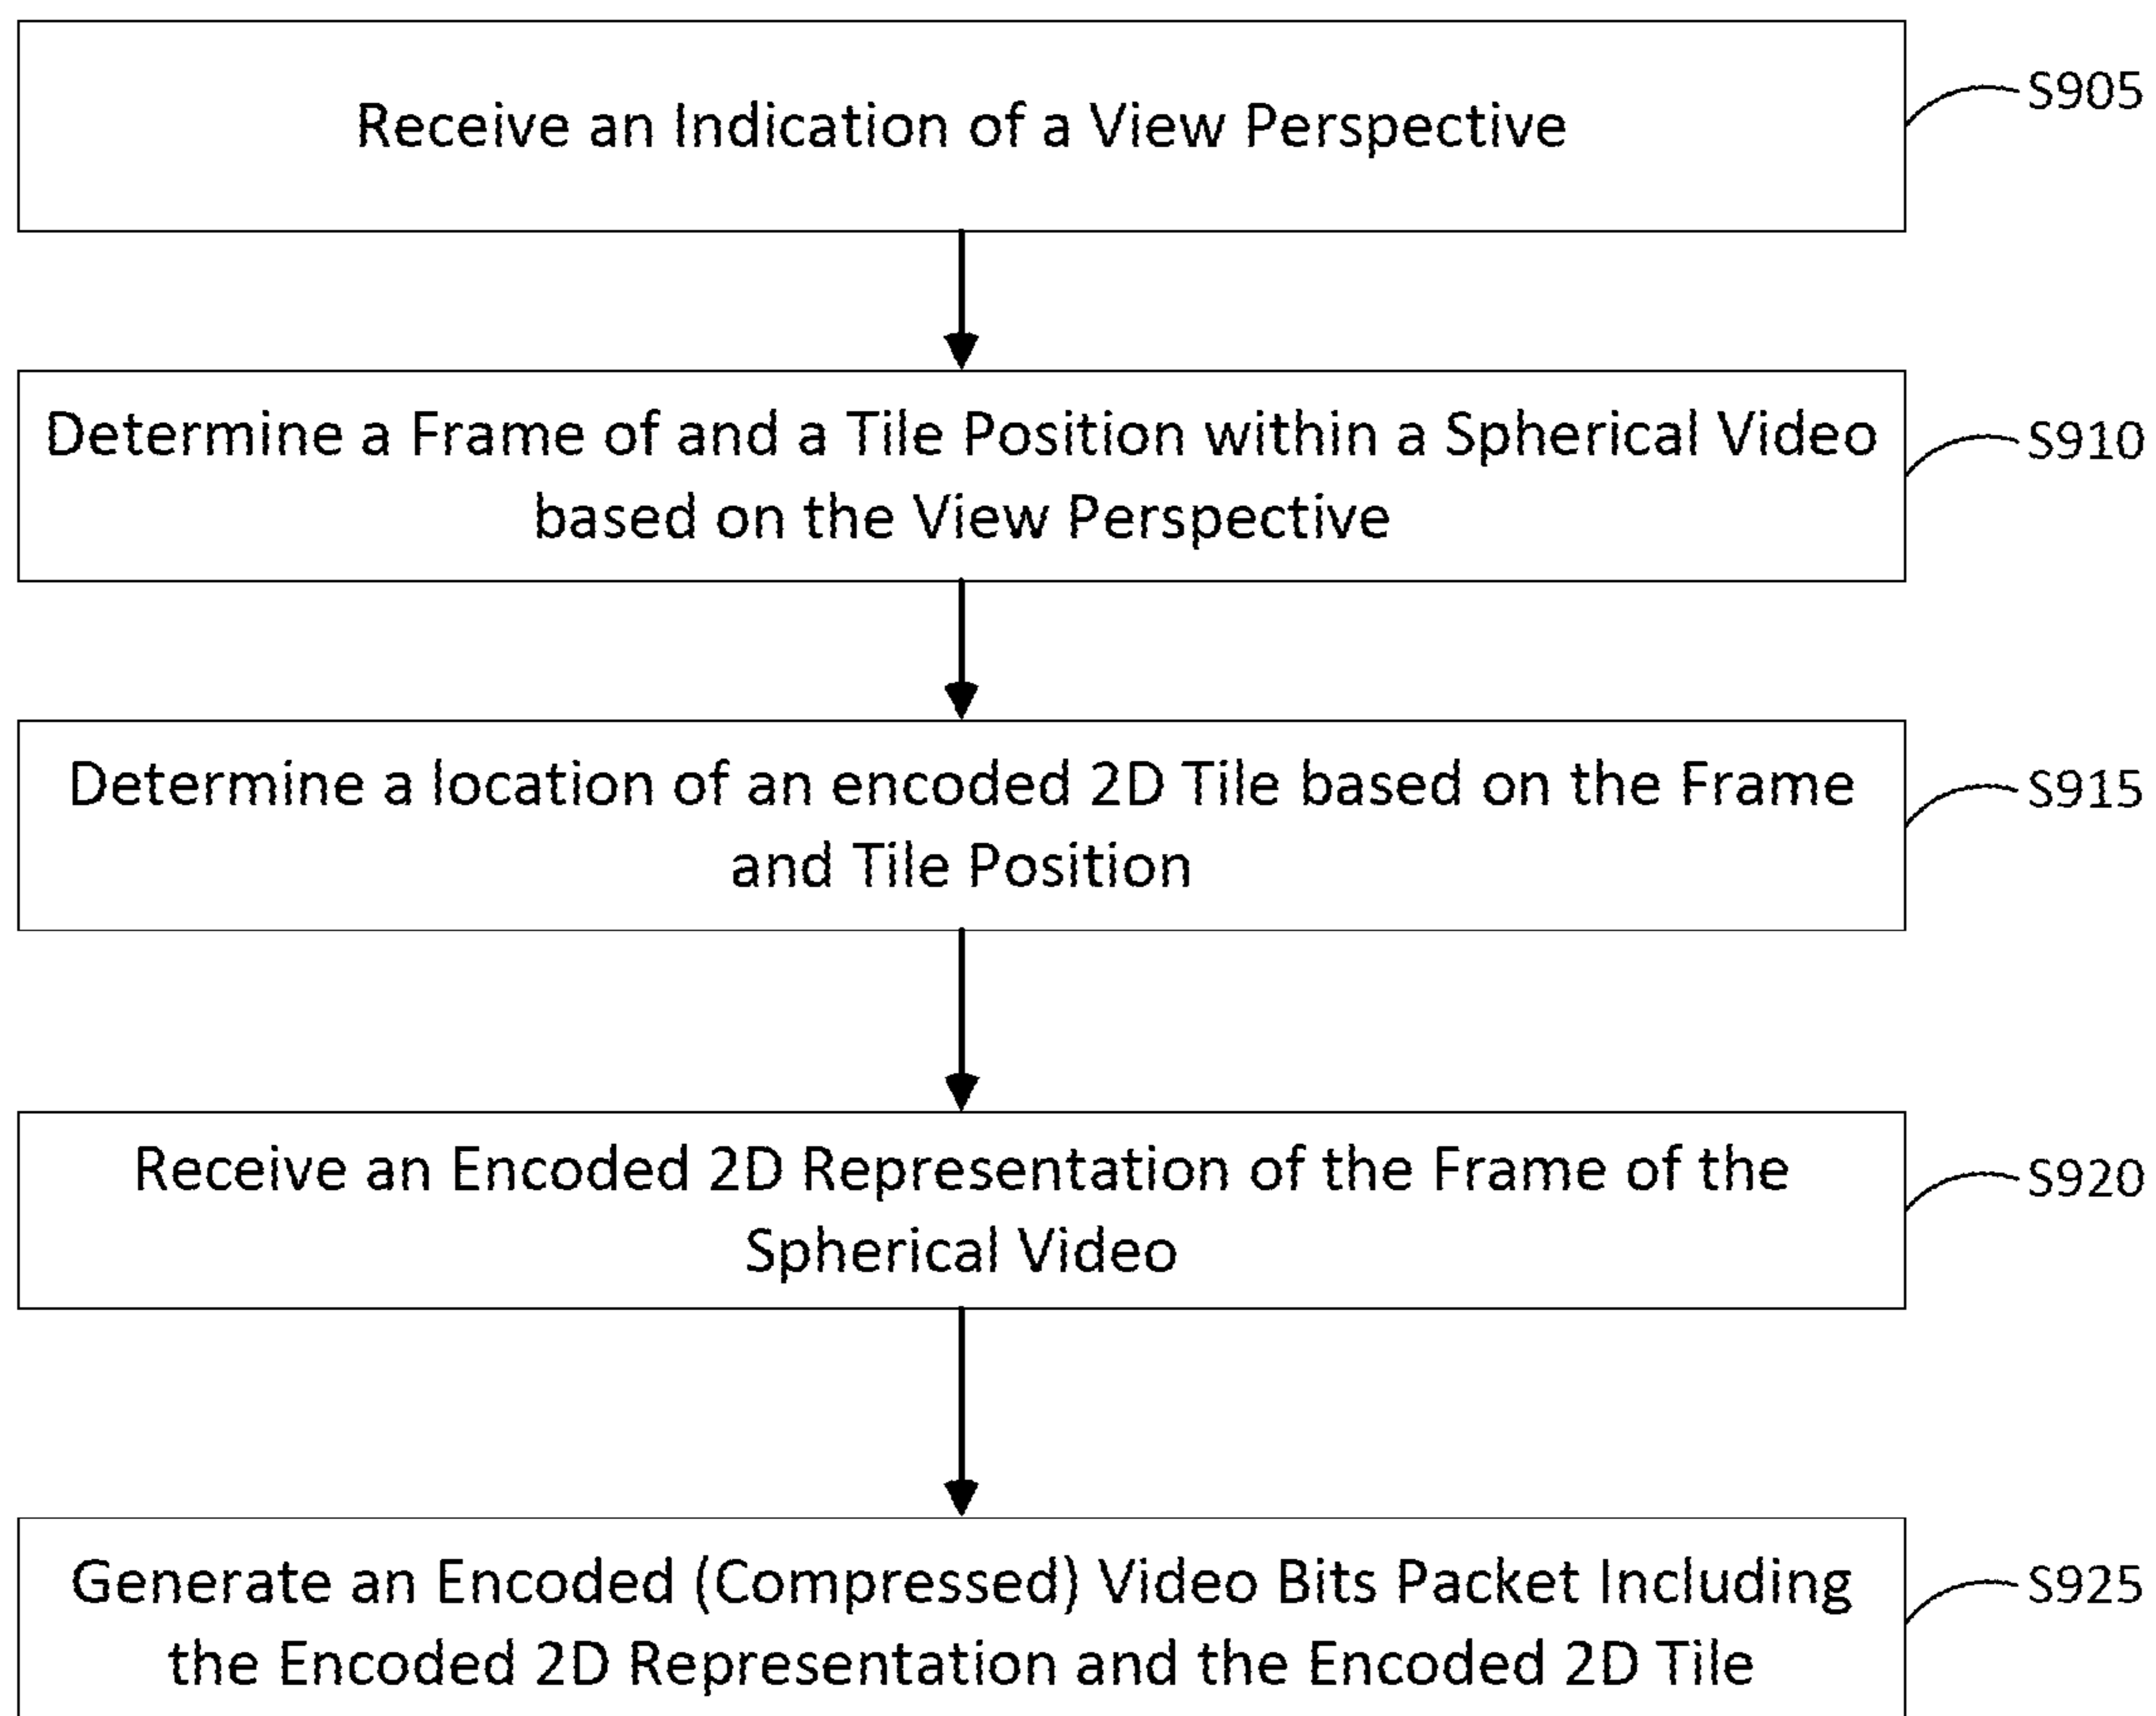 Receive an Indication of a View Perspective
S905
Determine a Frame of and a Tile Position within a Spherical Video
based on the View Perspective
S910
Determine a location of an encoded 2D Tile based on the Frame
and Tile Position
S915
Receive an Encoded 2D Representation of the Frame of the
Spherical Video
S920
Generate an Encoded (Compressed) Video Bits Packet Including
the Encoded 2D Representation and the Encoded 2D Tile
S925